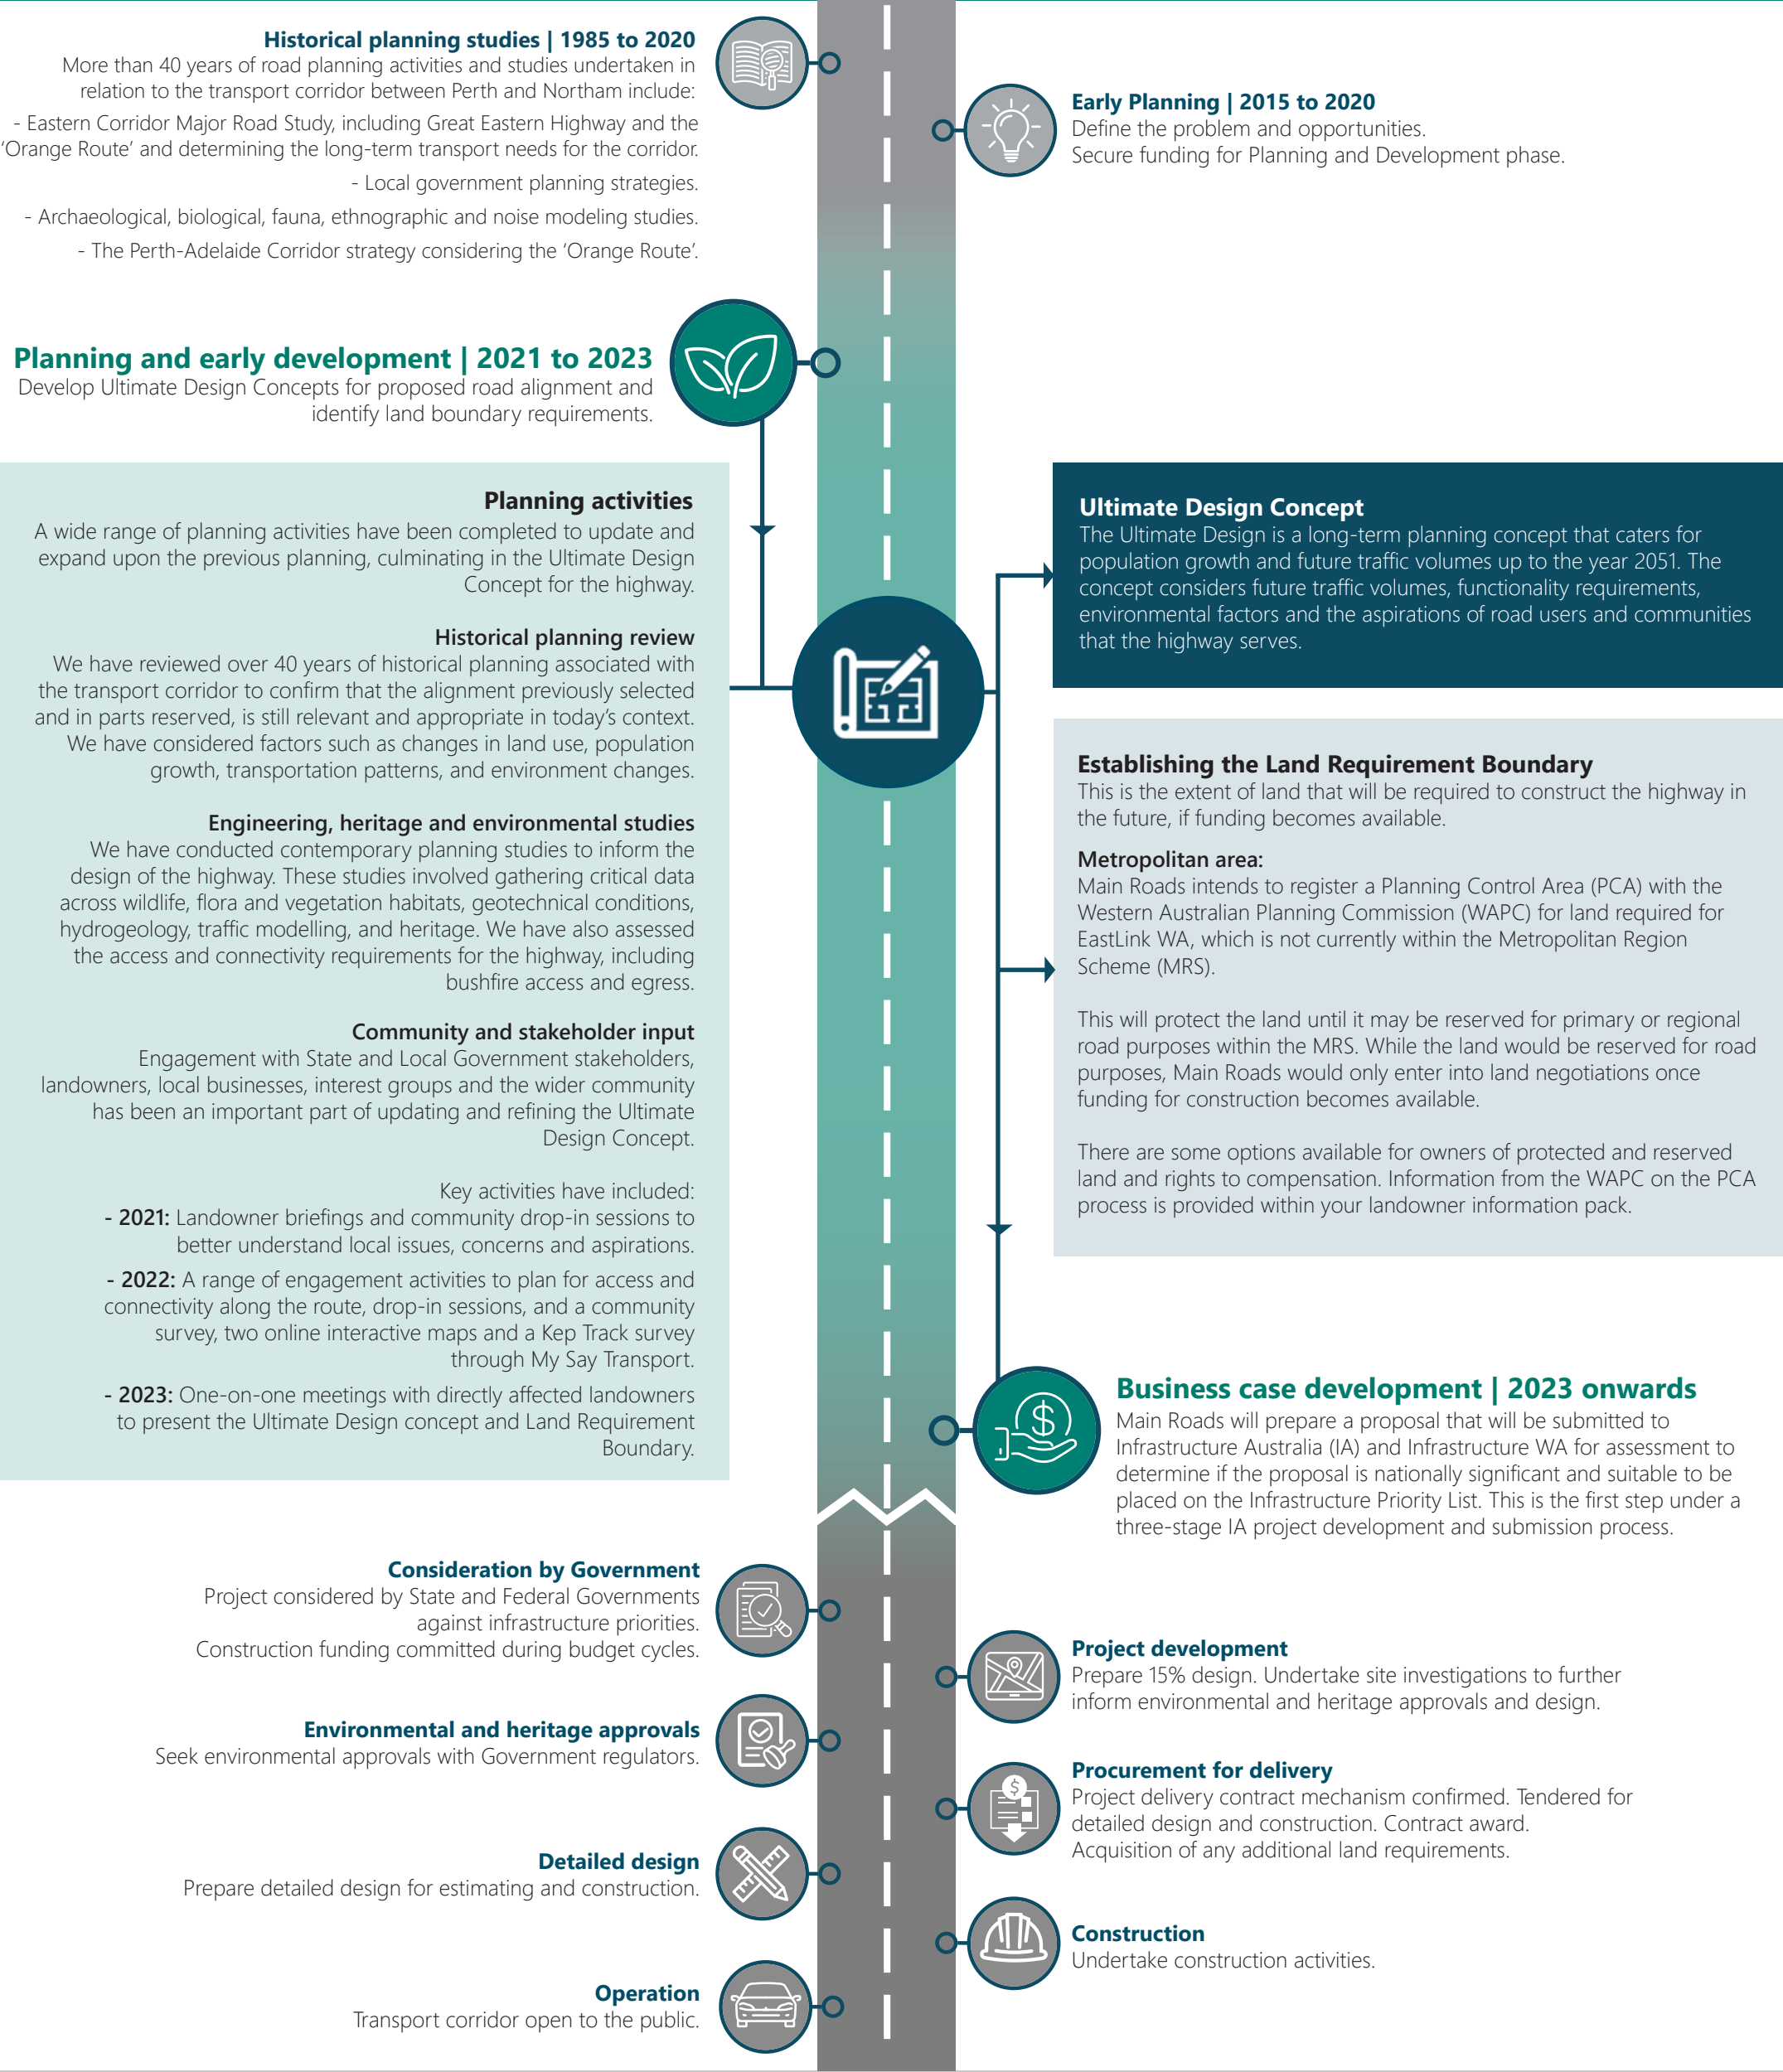 Historical planning studies | 1985 to 2020
More than 40 years of road planning activities and studies undertaken in
relation to the transport corridor between Perth and Northam include:
- Eastern Corridor Major Road Study, including Great Eastern Highway and the
'Orange Route' and determining the long-term transport needs for the corridor.
- Local government planning strategies.
- Archaeological, biological, fauna, ethnographic and noise modeling studies.
- The Perth-Adelaide Corridor strategy considering the 'Orange Route'.
Early Planning | 2015 to 2020
Define the problem and opportunities.
Secure funding for Planning and Development phase.
Planning and early development | 2021 to 2023
Develop Ultimate Design Concepts for proposed road alignment and
identify land boundary requirements.
Planning activities
A wide range of planning activities have been completed to update and
expand upon the previous planning, culminating in the Ultimate Design
Concept for the highway.
Historical planning review
We have reviewed over 40 years of historical planning associated with
the transport corridor to confirm that the alignment previously selected
and in parts reserved, is still relevant and appropriate in today's context.
We have considered factors such as changes in land use, population
growth, transportation patterns, and environment changes.
Engineering, heritage and environmental studies
We have conducted contemporary planning studies to inform the
design of the highway. These studies involved gathering critical data
across wildlife, flora and vegetation habitats, geotechnical conditions,
hydrogeology, traffic modelling, and heritage. We have also assessed
the access and connectivity requirements for the highway, including
bushfire access and egress.
Community and stakeholder input
Engagement with State and Local Government stakeholders,
landowners, local businesses, interest groups and the wider community
has been an important part of updating and refining the Ultimate
Design Concept.
Key activities have included:
- 2021: Landowner briefings and community drop-in sessions to
better understand local issues, concerns and aspirations.
- 2022: A range of engagement activities to plan for access and
connectivity along the route, drop-in sessions, and a community
survey, two online interactive maps and a Kep Track survey
through My Say Transport.
- 2023: One-on-one meetings with directly affected landowners
to present the Ultimate Design concept and Land Requirement
Boundary.
Ultimate Design Concept
The Ultimate Design is a long-term planning concept that caters for
population growth and future traffic volumes up to the year 2051. The
concept considers future traffic volumes, functionality requirements,
environmental factors and the aspirations of road users and communities
that the highway serves.
Establishing the Land Requirement Boundary
This is the extent of land that will be required to construct the highway in
the future, if funding becomes available.
Metropolitan area:
Main Roads intends to register a Planning Control Area (PCA) with the
Western Australian Planning Commission (WAPC) for land required for
EastLink WA, which is not currently within the Metropolitan Region
Scheme (MRS).
This will protect the land until it may be reserved for primary or regional
road purposes within the MRS. While the land would be reserved for road
purposes, Main Roads would only enter into land negotiations once
funding for construction becomes available.
There are some options available for owners of protected and reserved
land and rights to compensation. Information from the WAPC on the PCA
process is provided within your landowner information pack.
Business case development | 2023 onwards
Main Roads will prepare a proposal that will be submitted to
Infrastructure Australia (IA) and Infrastructure WA for assessment to
determine if the proposal is nationally significant and suitable to be
placed on the Infrastructure Priority List. This is the first step under a
three-stage IA project development and submission process.
Consideration by Government
Project considered by State and Federal Governments
against infrastructure priorities.
Construction funding committed during budget cycles.
Project development
Prepare 15% design. Undertake site investigations to further
inform environmental and heritage approvals and design.
Environmental and heritage approvals
Seek environmental approvals with Government regulators.
Procurement for delivery
Project delivery contract mechanism confirmed. Tendered for
detailed design and construction. Contract award.
Acquisition of any additional land requirements.
Detailed design
Prepare detailed design for estimating and construction.
Construction
Undertake construction activities.
Operation
Transport corridor open to the public.